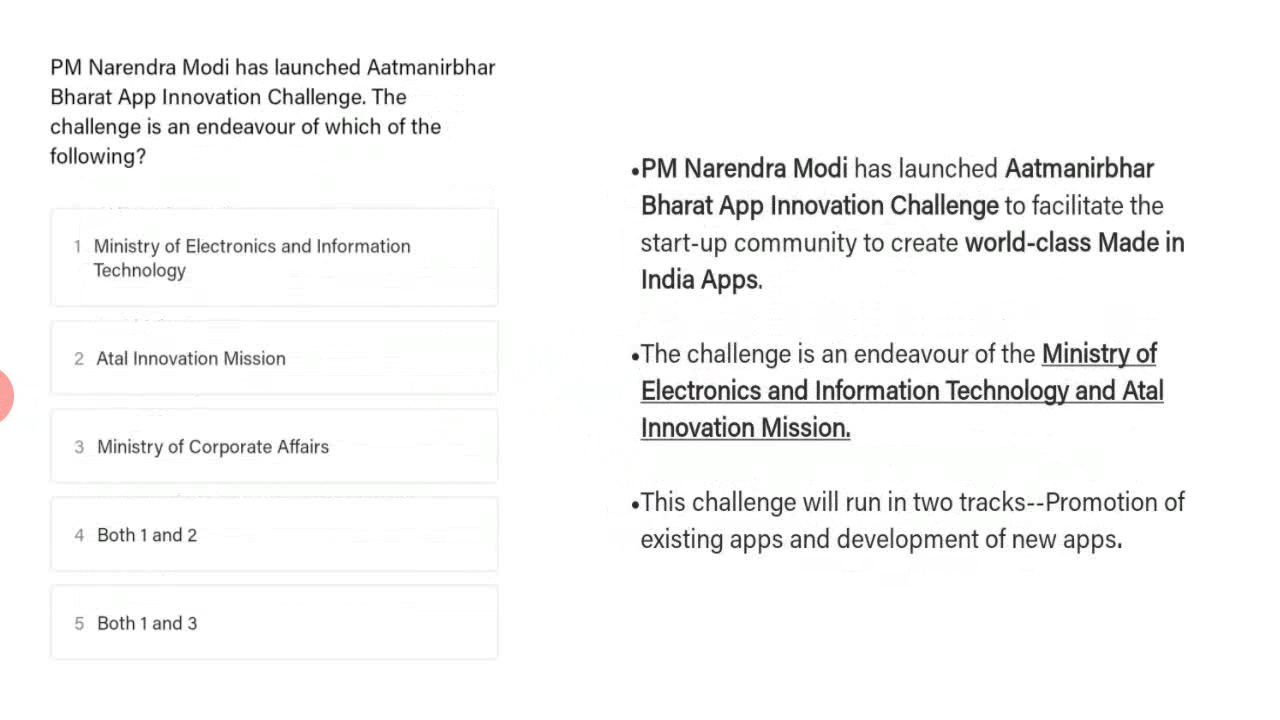 PM Narendra Modi has launched Aatmanirbhar
Bharat App Innovation Challenge. The
challenge is an endeavour of which of the
following?
1 Ministry of Electronics and Information
Technology
2 Atal Innovation Mission
3 Ministry of Corporate Affairs
4 Both 1 and 2
5 Both 1 and 3
•PM Narendra Modi has launched Aatmanirbhar
Bharat App Innovation Challenge to facilitate the
start-up community to create world-class Made in
India Apps.
•The challenge is an endeavour of the Ministry of
Electronics and Information Technology and Atal
Innovation Mission.
•This challenge will run in two tracks--Promotion of
existing apps and development of new apps.